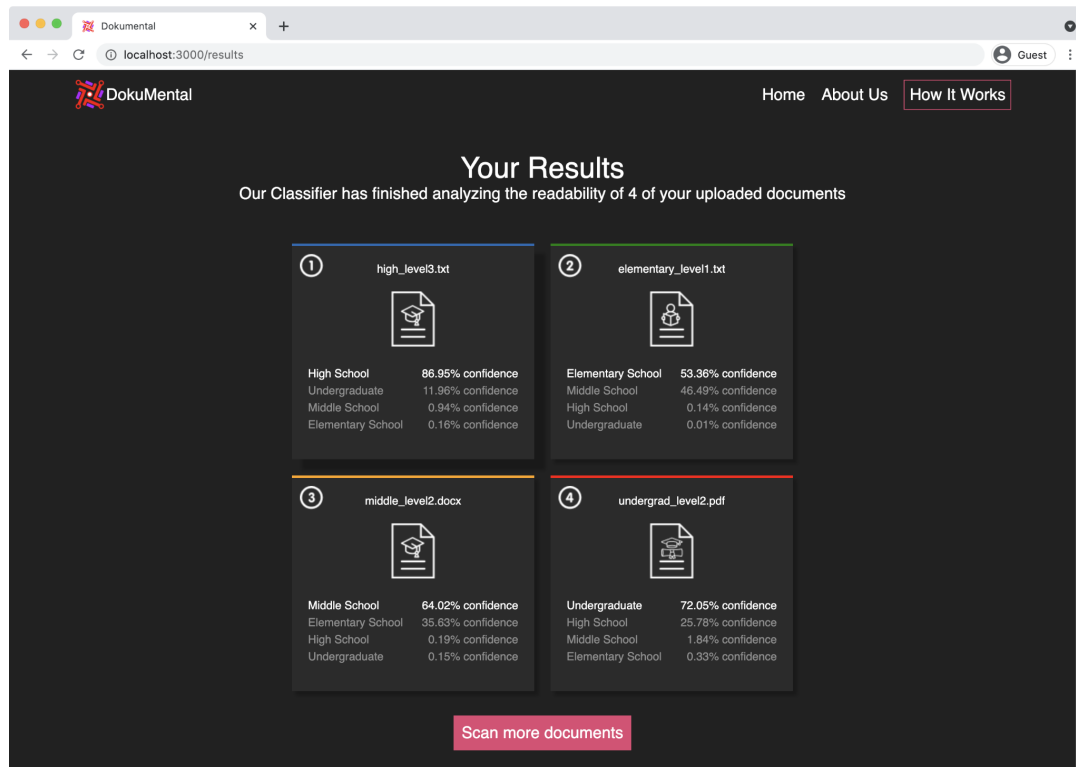 Dokumental
localhost:3000/results
Guest
DokuMental
Home About Us How It Works
Your Results
Our Classifier has finished analyzing the readability of 4 of your uploaded documents
1
high_level3.txt
High School 86.95% confidence
Undergraduate 11.96% confidence
Middle School 0.94% confidence
Elementary School 0.16% confidence
2
elementary_level1.txt
Elementary School 53.36% confidence
Middle School 46.49% confidence
High School 0.14% confidence
Undergraduate 0.01% confidence
3
middle_level2.docx
Middle School 64.02% confidence
Elementary School 35.63% confidence
High School 0.19% confidence
Undergraduate 0.15% confidence
4
undergrad_level2.pdf
Undergraduate 72.05% confidence
High School 25.78% confidence
Middle School 1.84% confidence
Elementary School 0.33% confidence
Scan more documents